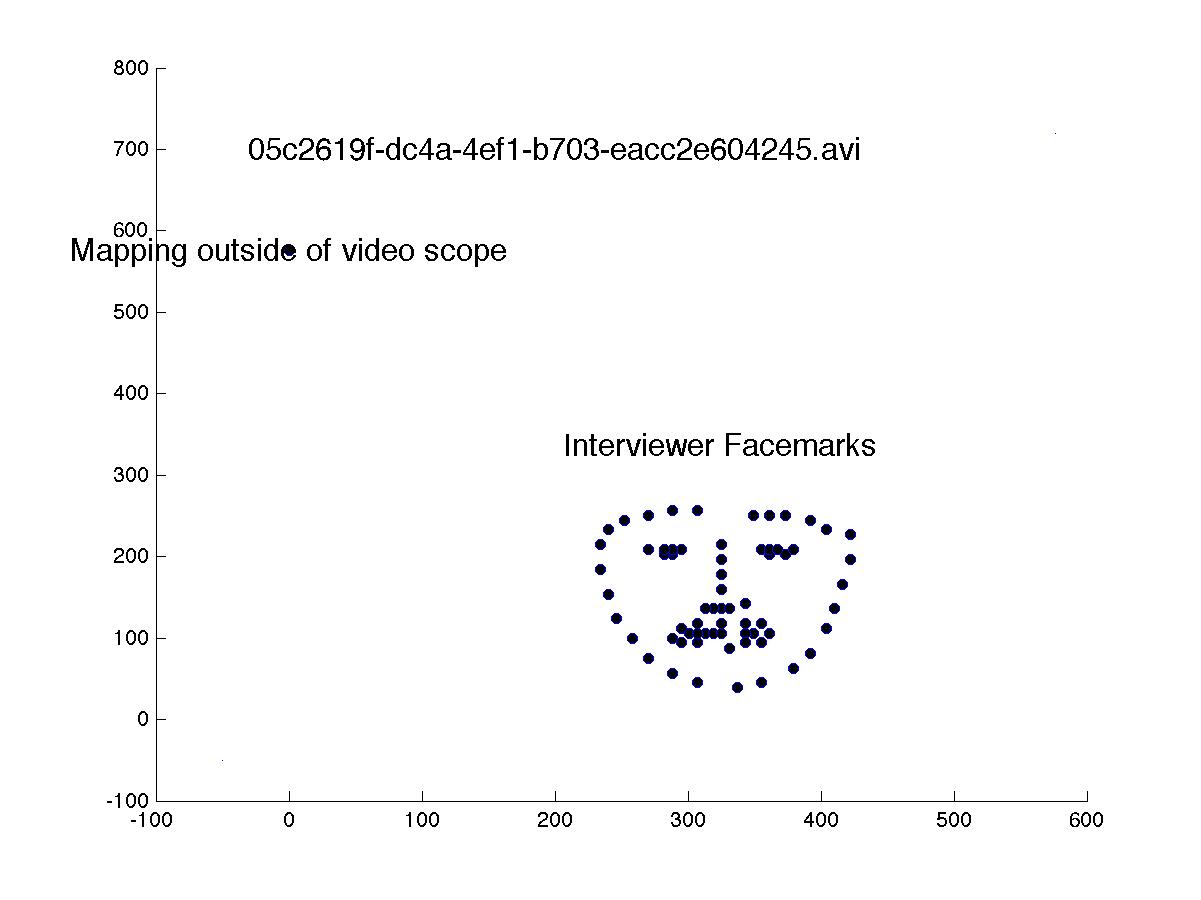 800
700
05c2619f-dc4a-4ef1-b703-eacc2e604245.avi
600
Mapping outside of video scope
500
400
Interviewer Facemarks
300
200
100
0
-100
-100 0 100 200 300 400 500 600